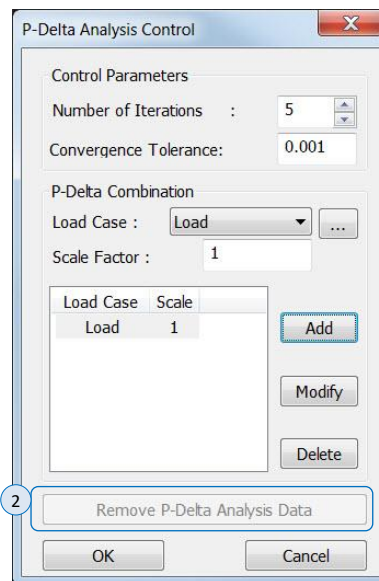 P-Delta Analysis Control
X
Control Parameters
Number of Iterations : 5
Convergence Tolerance: 0.001
P-Delta Combination
Load Case : Load ...
Scale Factor : 1
Load Case Scale
Load 1
Add
Modify
Delete
2
Remove P-Delta Analysis Data
OK Cancel